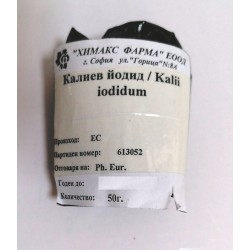 "ХИМАКС ФАРМА" ЕООД
г. София ул."Горица"№8А
Калиев йодид / Kalii
iodidum
Произход: ЕС
Партиден номер: 613052
Отговаря на: Ph. Eur.
Годен до:
Количество: 50г.